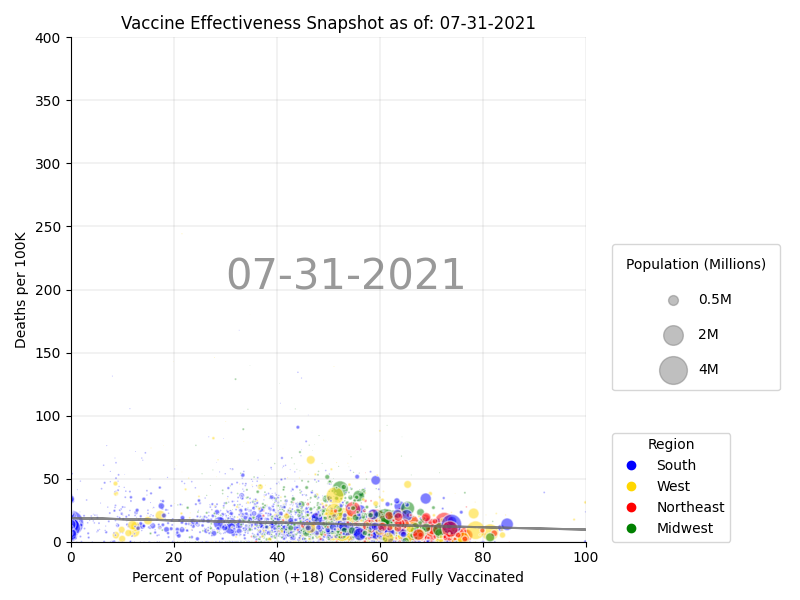 Vaccine Effectiveness Snapshot as of: 07-31-2021
400
350
300
250
200
150
100
50
0
Deaths per 100K
07-31-2021
0 20 40 60 80 100
Percent of Population (+18) Considered Fully Vaccinated
Population (Millions)
0.5M
2M
4M
Region
South
West
Northeast
Midwest